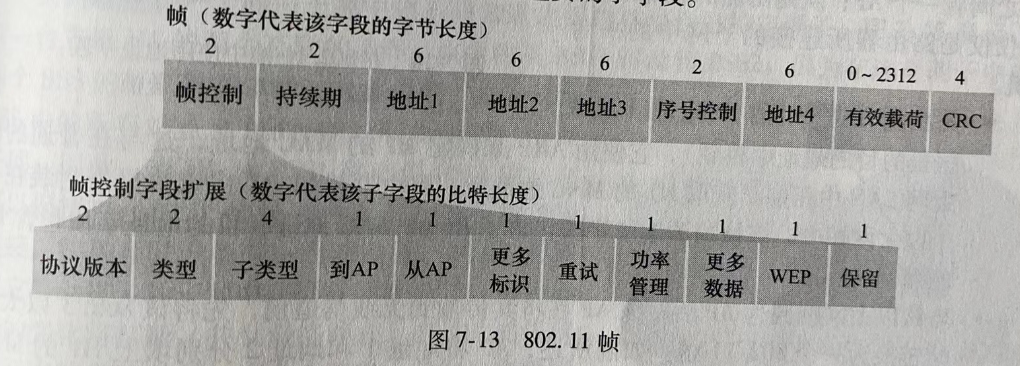 字段。
帧（数字代表该字段的字节长度）
2 2 6 6 6 2 6 0~2312 4
帧控制 持续期 地址1 地址2 地址3 序号控制 地址4 有效载荷 CRC
帧控制字段扩展（数字代表该子字段的比特长度）
2 2 4 1 1 1 1 1 1 1 1
协议版本 类型 子类型 到AP 从AP 更多标识 重试 功率管理 更多数据 WEP 保留
图 7-13 802.11 帧